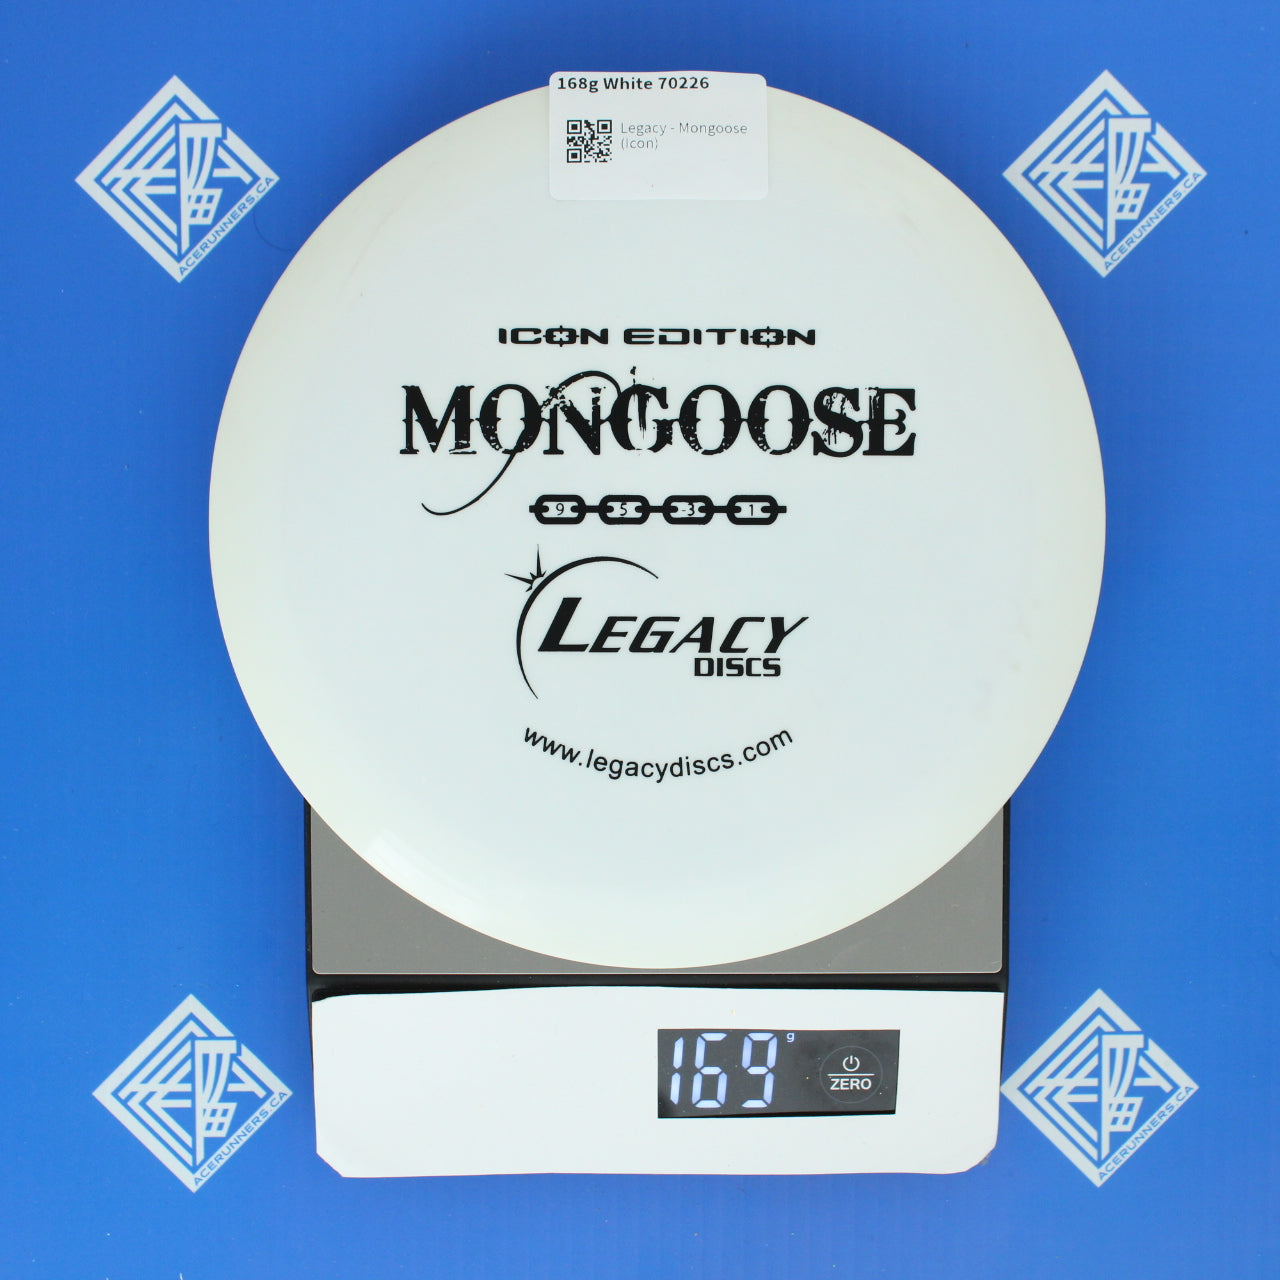 168g White 70226
Legacy - Mongoose
(Icon)
ICON EDITION
MONGOOSE
9 5 -3 1
LEGACY
DISCS
www.legacydiscs.com
169 g
ZERO
ACERUNNERS.CA
ACERUNNERS.CA
ACERUNNERS.CA
ACERUNNERS.CA